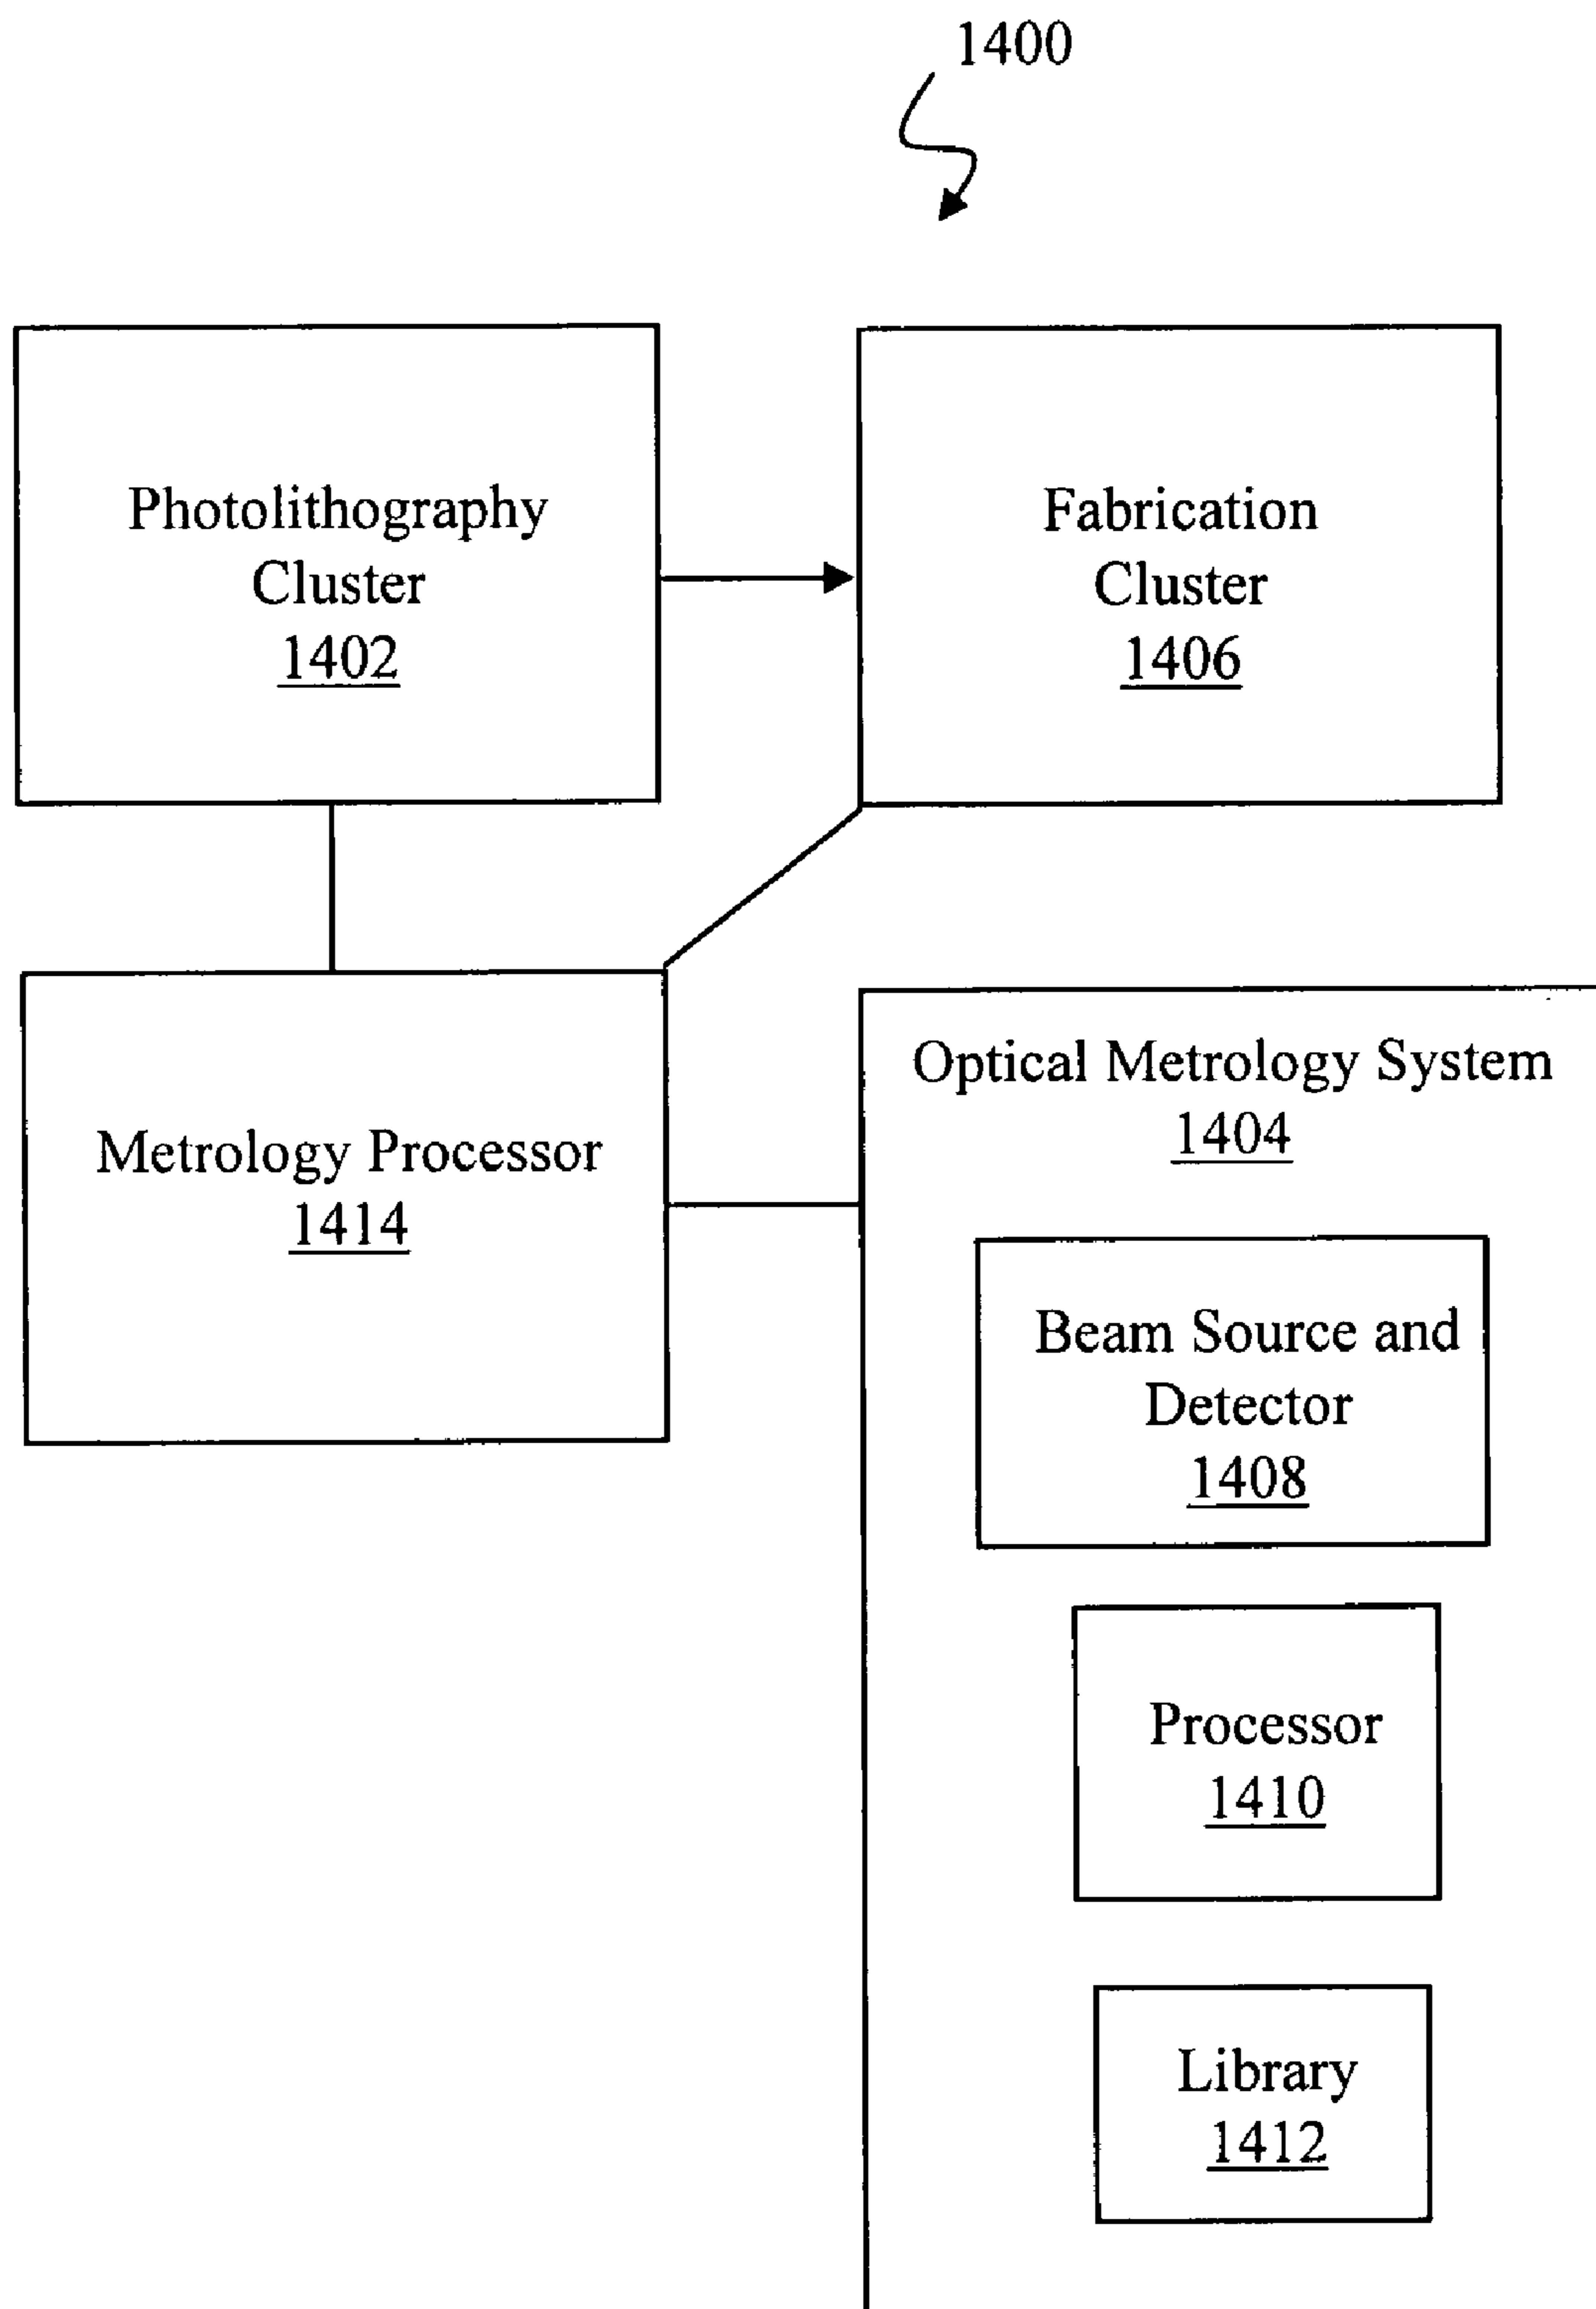 1400
Photolithography
Cluster
1402
Fabrication
Cluster
1406
Metrology Processor
1414
Optical Metrology System
1404
Beam Source and
Detector
1408
Processor
1410
Library
1412